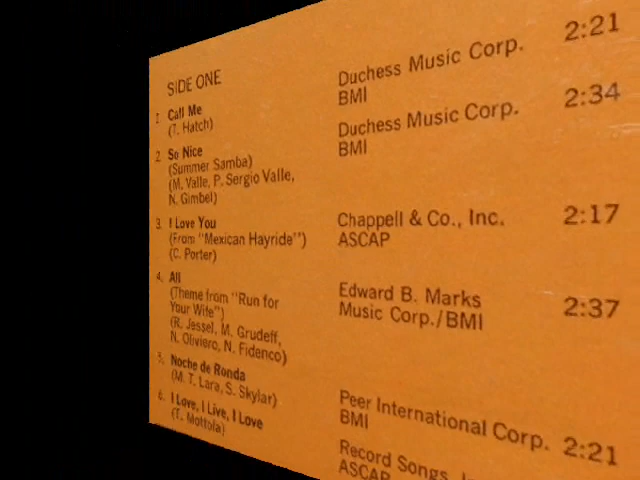 SIDE ONE
1. Call Me
(T. Hatch)
Duchess Music Corp.
BMI
2:21
2. So Nice
(Summer Samba)
(M. Valle, P. Sergio Valle,
N. Gimbel)
Duchess Music Corp.
BMI
2:34
3. I Love You
(From "Mexican Hayride")
(C. Porter)
Chappell & Co., Inc.
ASCAP
2:17
4. All
(Theme from "Run for
Your Wife")
(R. Jessel, M. Grudeff,
N. Oliviero, N. Fidenco)
Edward B. Marks
Music Corp./BMI
2:37
5. Noche de Ronda
(M. T. Lara, S. Skylar)
Peer International Corp.
BMI
2:21
6. I Love, I Live, I Love
(T. Mottola)
Record Songs,
ASCAP